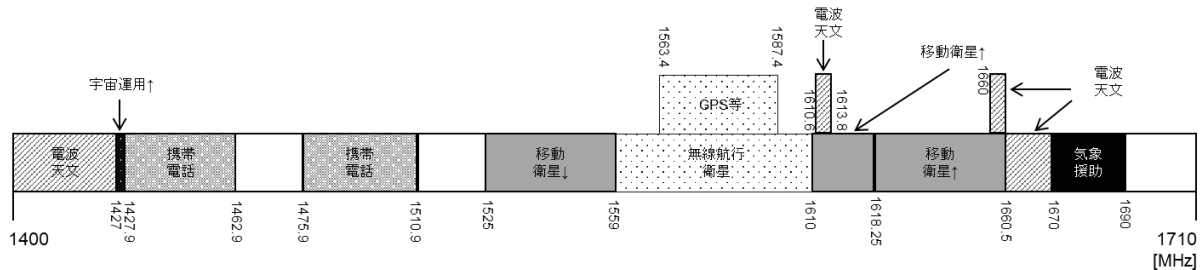 電波
天文
宇宙運用↑
移動衛星↑
電波
天文
1563.4
1587.4
1610.6
1613.8
1660
GPS等
電波
天文
携帯
電話
携帯
電話
移動
衛星↓
無線航行
衛星
移動
衛星↑
気象
援助
1400
1427
1427.9
1462.9
1475.9
1510.9
1525
1559
1610
1618.25
1660.5
1670
1690
1710
[MHz]